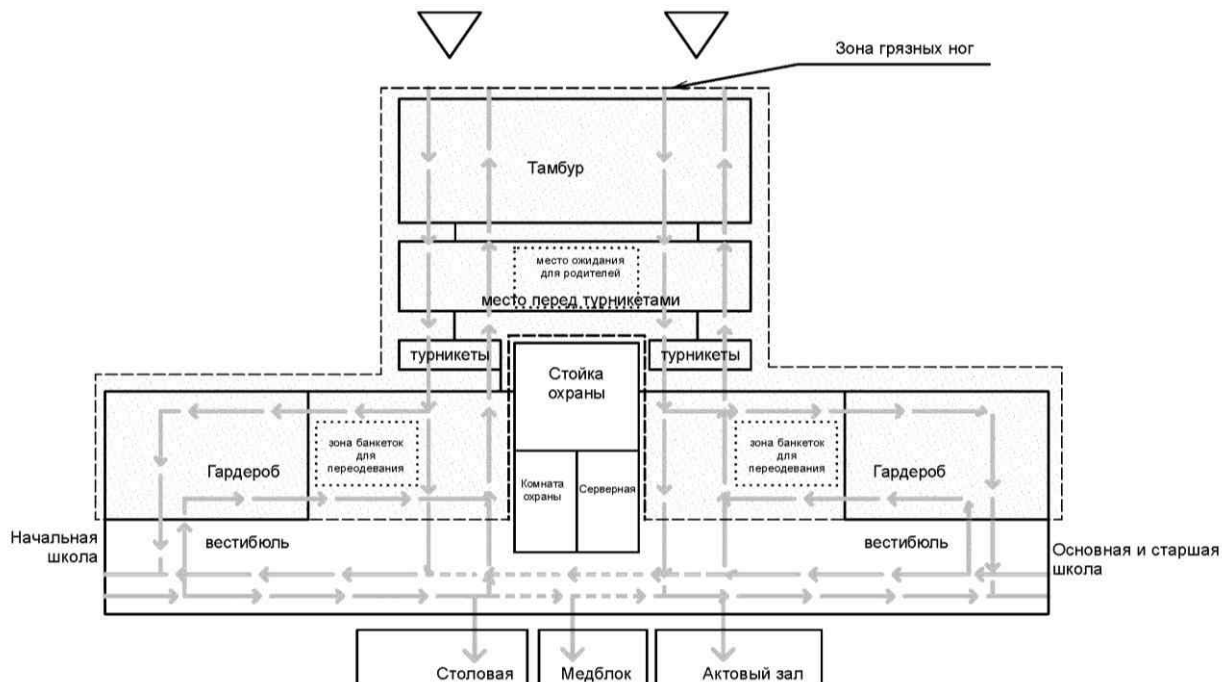 Зона грязных ног
Тамбур
место ожидания
для родителей
место перед турникетами
турникеты
турникеты
Стойка
охраны
зона банкеток
для
переодевания
зона банкеток
для
переодевания
Гардероб
Гардероб
Комната
охраны
Серверная
Начальная
школа
вестибюль
вестибюль
Основная и старшая
школа
Столовая
Медблок
Актовый зал